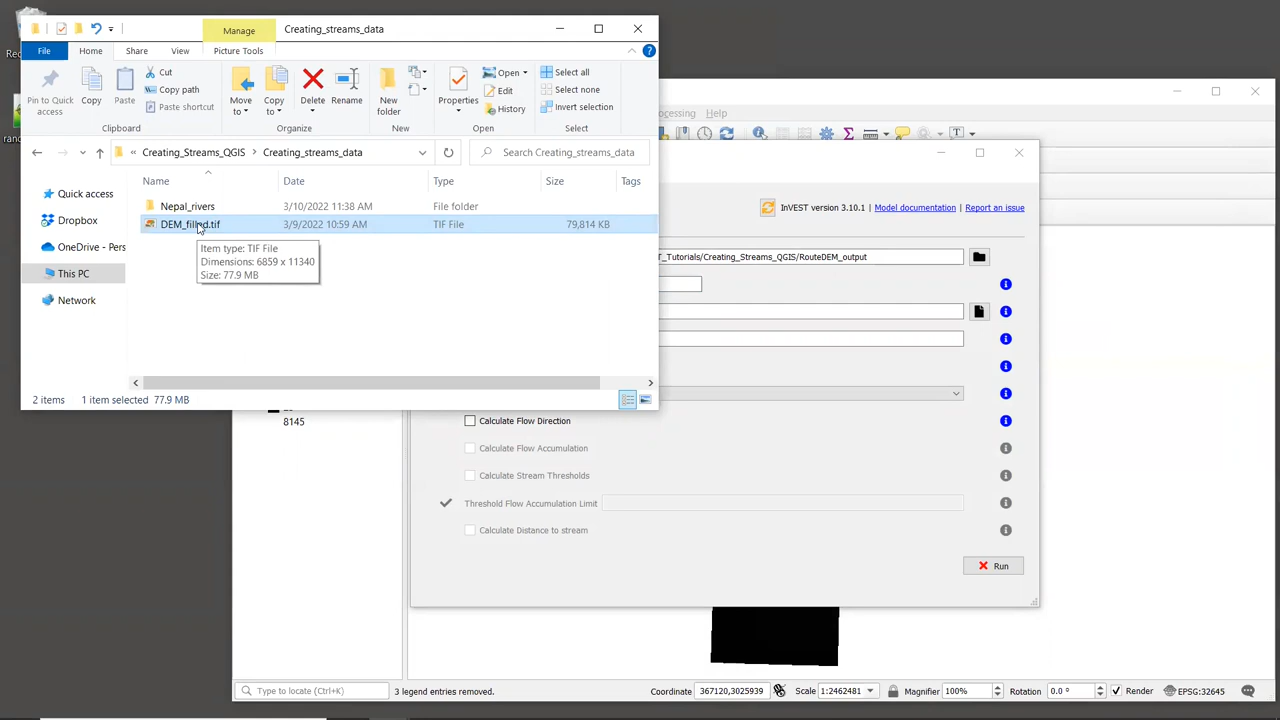 Manage
Creating_streams_data
File
Home
Share
View
Picture Tools
Pin to Quick access
Copy
Paste
Cut
Copy path
Paste shortcut
Clipboard
Move to
Copy to
Delete
Rename
Organize
New folder
New
Properties
Open
Edit
History
Open
Select all
Select none
Invert selection
Select
« Creating_Streams_QGIS > Creating_streams_data
Search Creating_streams_data
Name Date Type Size Tags
Quick access
Dropbox
OneDrive - Pers
This PC
Network
Nepal_rivers 3/10/2022 11:38 AM File folder
DEM_filled.tif 3/9/2022 10:59 AM TIF File 79,814 KB
Item type: TIF File
Dimensions: 6859 x 11340
Size: 77.9 MB
2 items 1 item selected 77.9 MB
Help
InVEST version 3.10.1 | Model documentation | Report an issue
T_Tutorials/Creating_Streams_QGIS/RouteDEM_output
8145
Calculate Flow Direction
Calculate Flow Accumulation
Calculate Stream Thresholds
Threshold Flow Accumulation Limit
Calculate Distance to stream
Run
Type to locate (Ctrl+K)
3 legend entries removed.
Coordinate 367120,3025939
Scale 1:2462481
Magnifier 100%
Rotation 0.0 °
Render
EPSG:32645